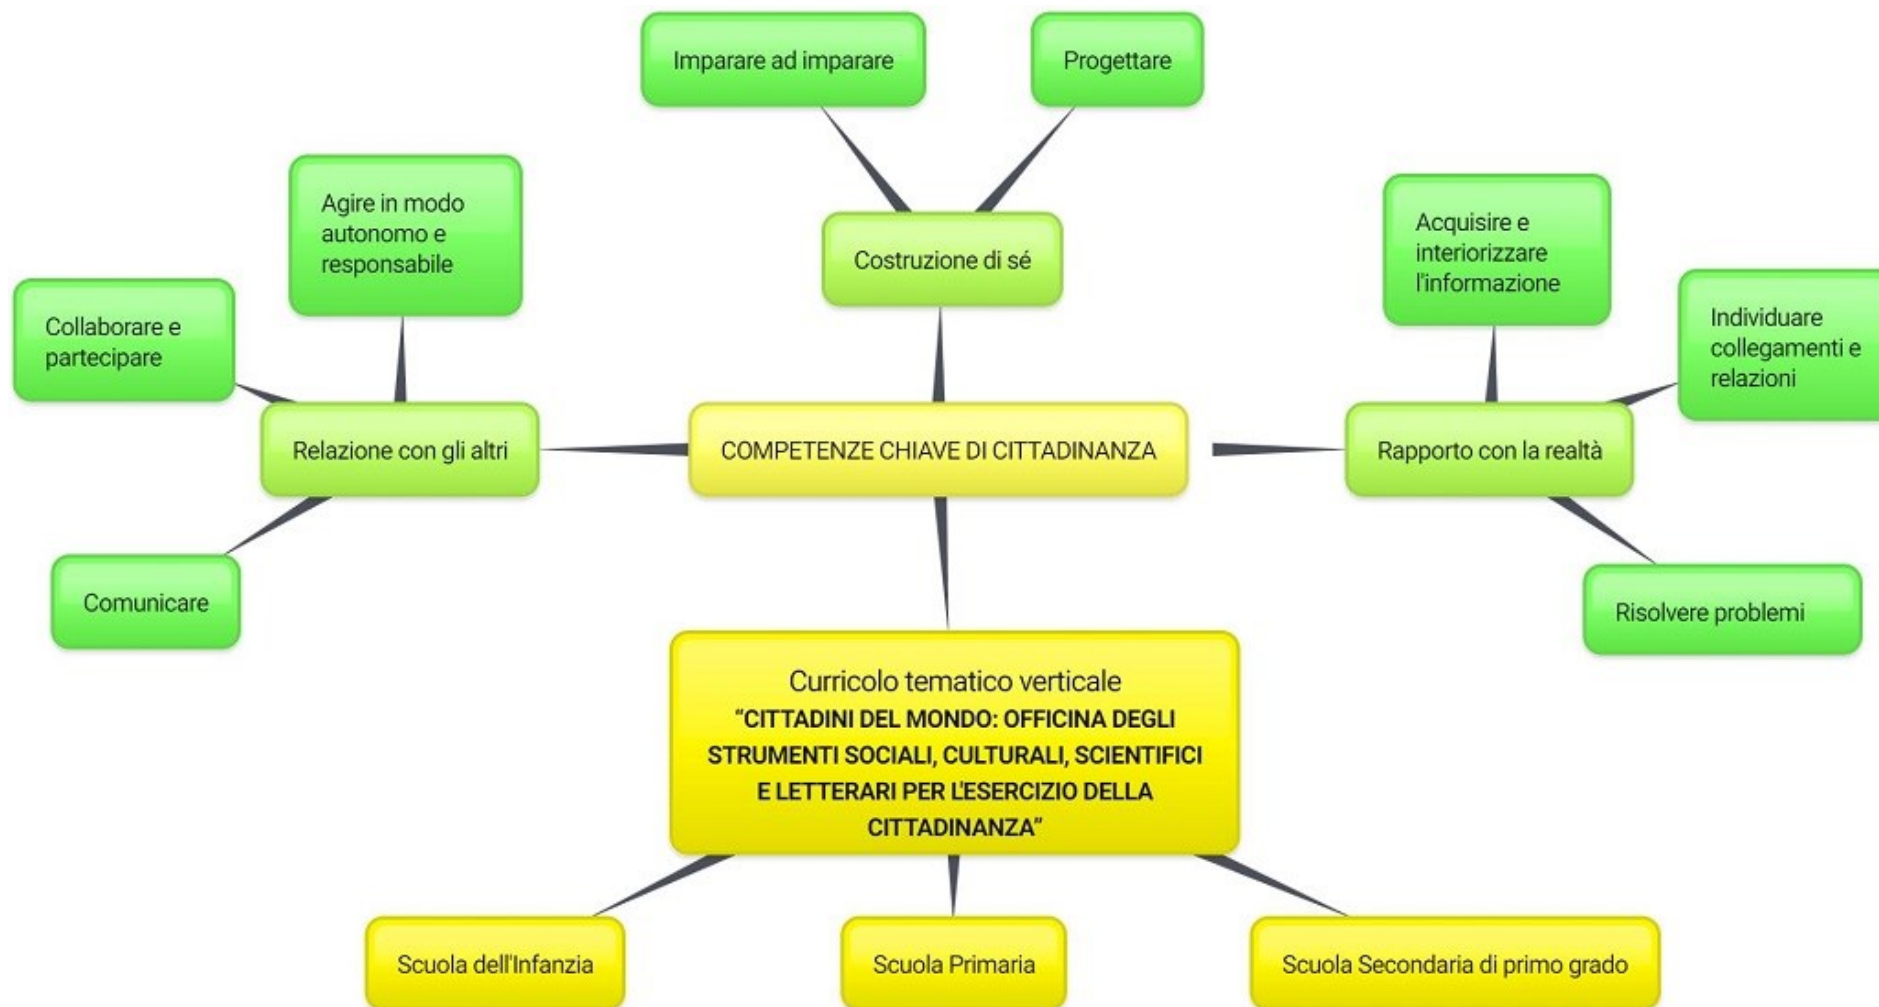 Imparare ad imparare
Progettare
Agire in modo
autonomo e
responsabile
Costruzione di sé
Acquisire e
interiorizzare
l'informazione
Collaborare e
partecipare
Individuare
collegamenti e
relazioni
Relazione con gli altri
COMPETENZE CHIAVE DI CITTADINANZA
Rapporto con la realtà
Comunicare
Risolvere problemi
Curricolo tematico verticale
“CITTADINI DEL MONDO: OFFICINA DEGLI
STRUMENTI SOCIALI, CULTURALI, SCIENTIFICI
E LETTERARI PER L'ESERCIZIO DELLA
CITTADINANZA”
Scuola dell'Infanzia
Scuola Primaria
Scuola Secondaria di primo grado